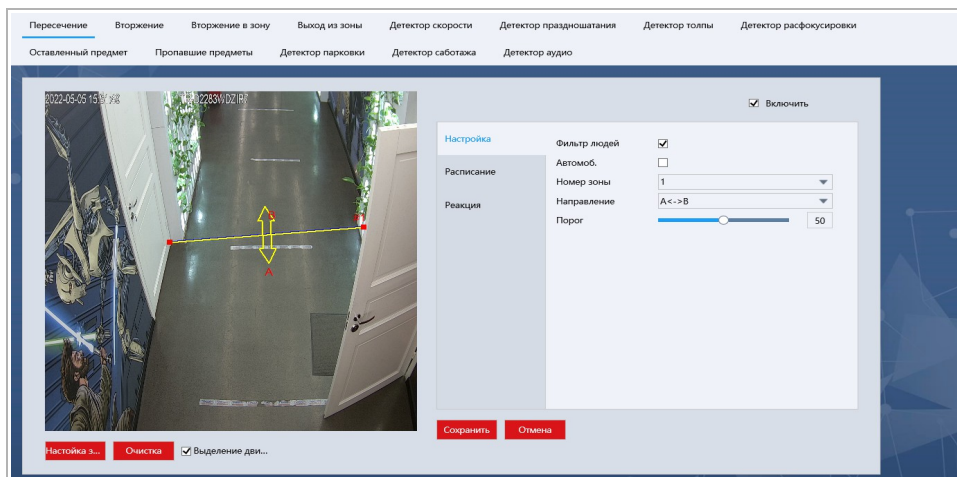 Пересечение Вторжение Вторжение в зону Выход из зоны Детектор скорости Детектор праздношатания Детектор толпы Детектор расфокусировки
Оставленный предмет Пропавшие предметы Детектор парковки Детектор саботажа Детектор аудио
2022-05-05
Включить
Настройка
Расписание
Реакция
Фильтр людей
Автомоб.
Номер зоны 1
Направление A<->B
Порог 50
A
Сохранить Отмена
Настойка з... Очистка Выделение дви...